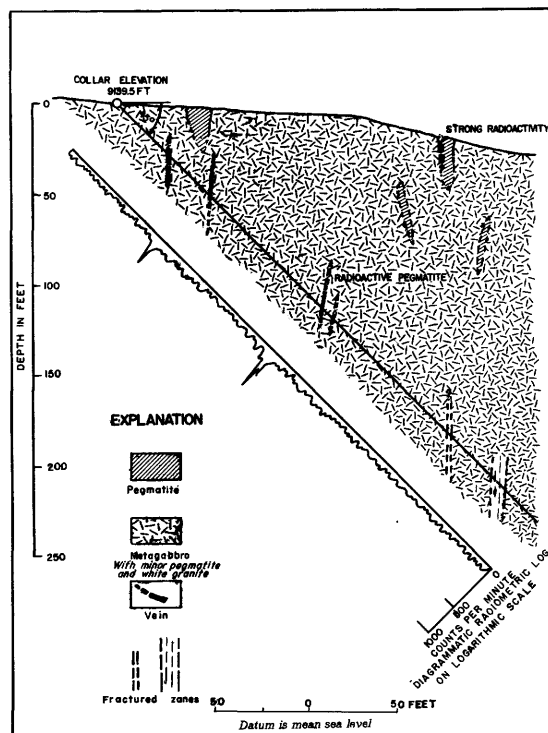 COLLAR ELEVATION
9139.5 FT
STRONG RADIOACTIVITY
RADIOACTIVE PEGMATITE
DEPTH IN FEET
0
50
100
150
200
250
EXPLANATION
Pegmatite
Metagabbro
With minor pegmatite
and white granite
Vein
Fractured zones
0
500
1000
COUNTS PER MINUTE
DIAGRAMMATIC RADIOMETRIC LOG
ON LOGARITHMIC SCALE
50 0 50 FEET
Datum is mean sea level